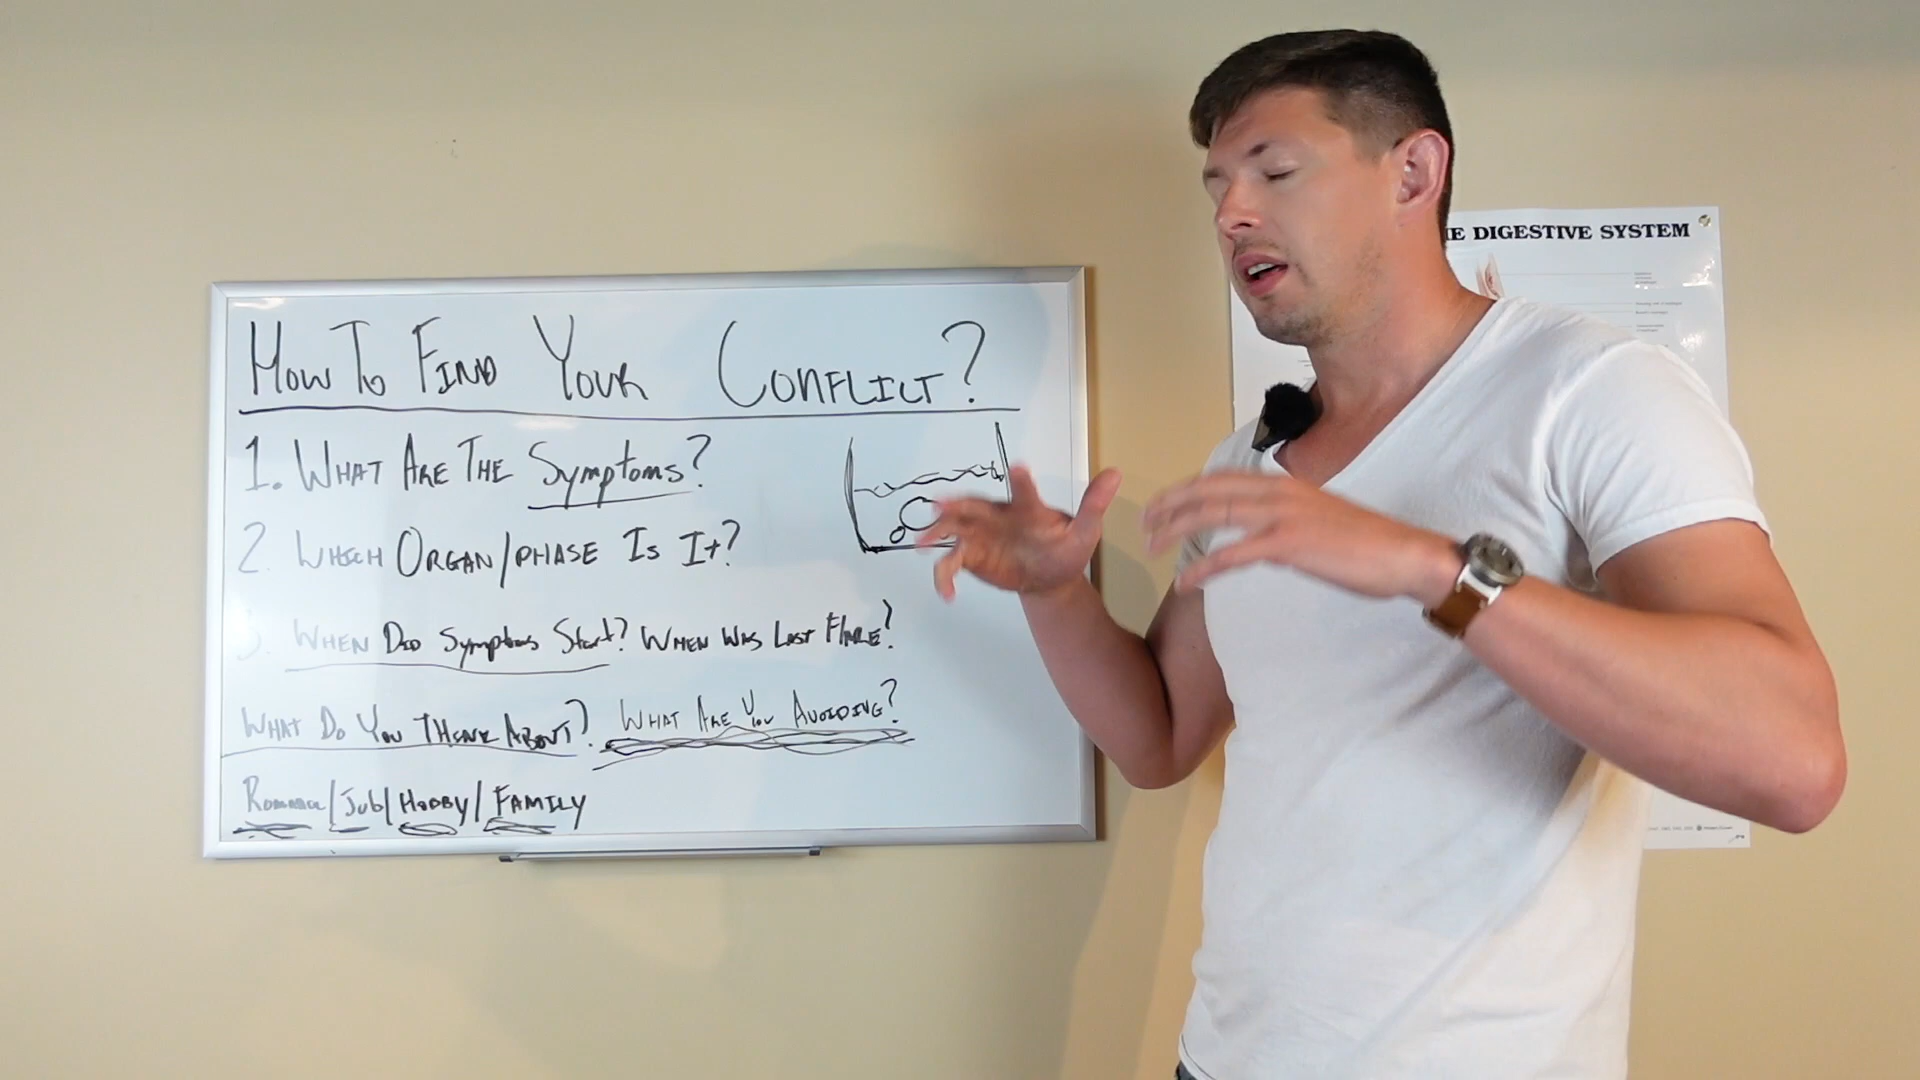 How To Find Your Conflict?
1. What Are The Symptoms?
2. Which Organ/phase Is It?
3. When Did Symptoms Start? When Was Last Flare?
What Do You Think About? What Are You Avoiding?
Romance/Job/Hobby/Family
E DIGESTIVE SYSTEM